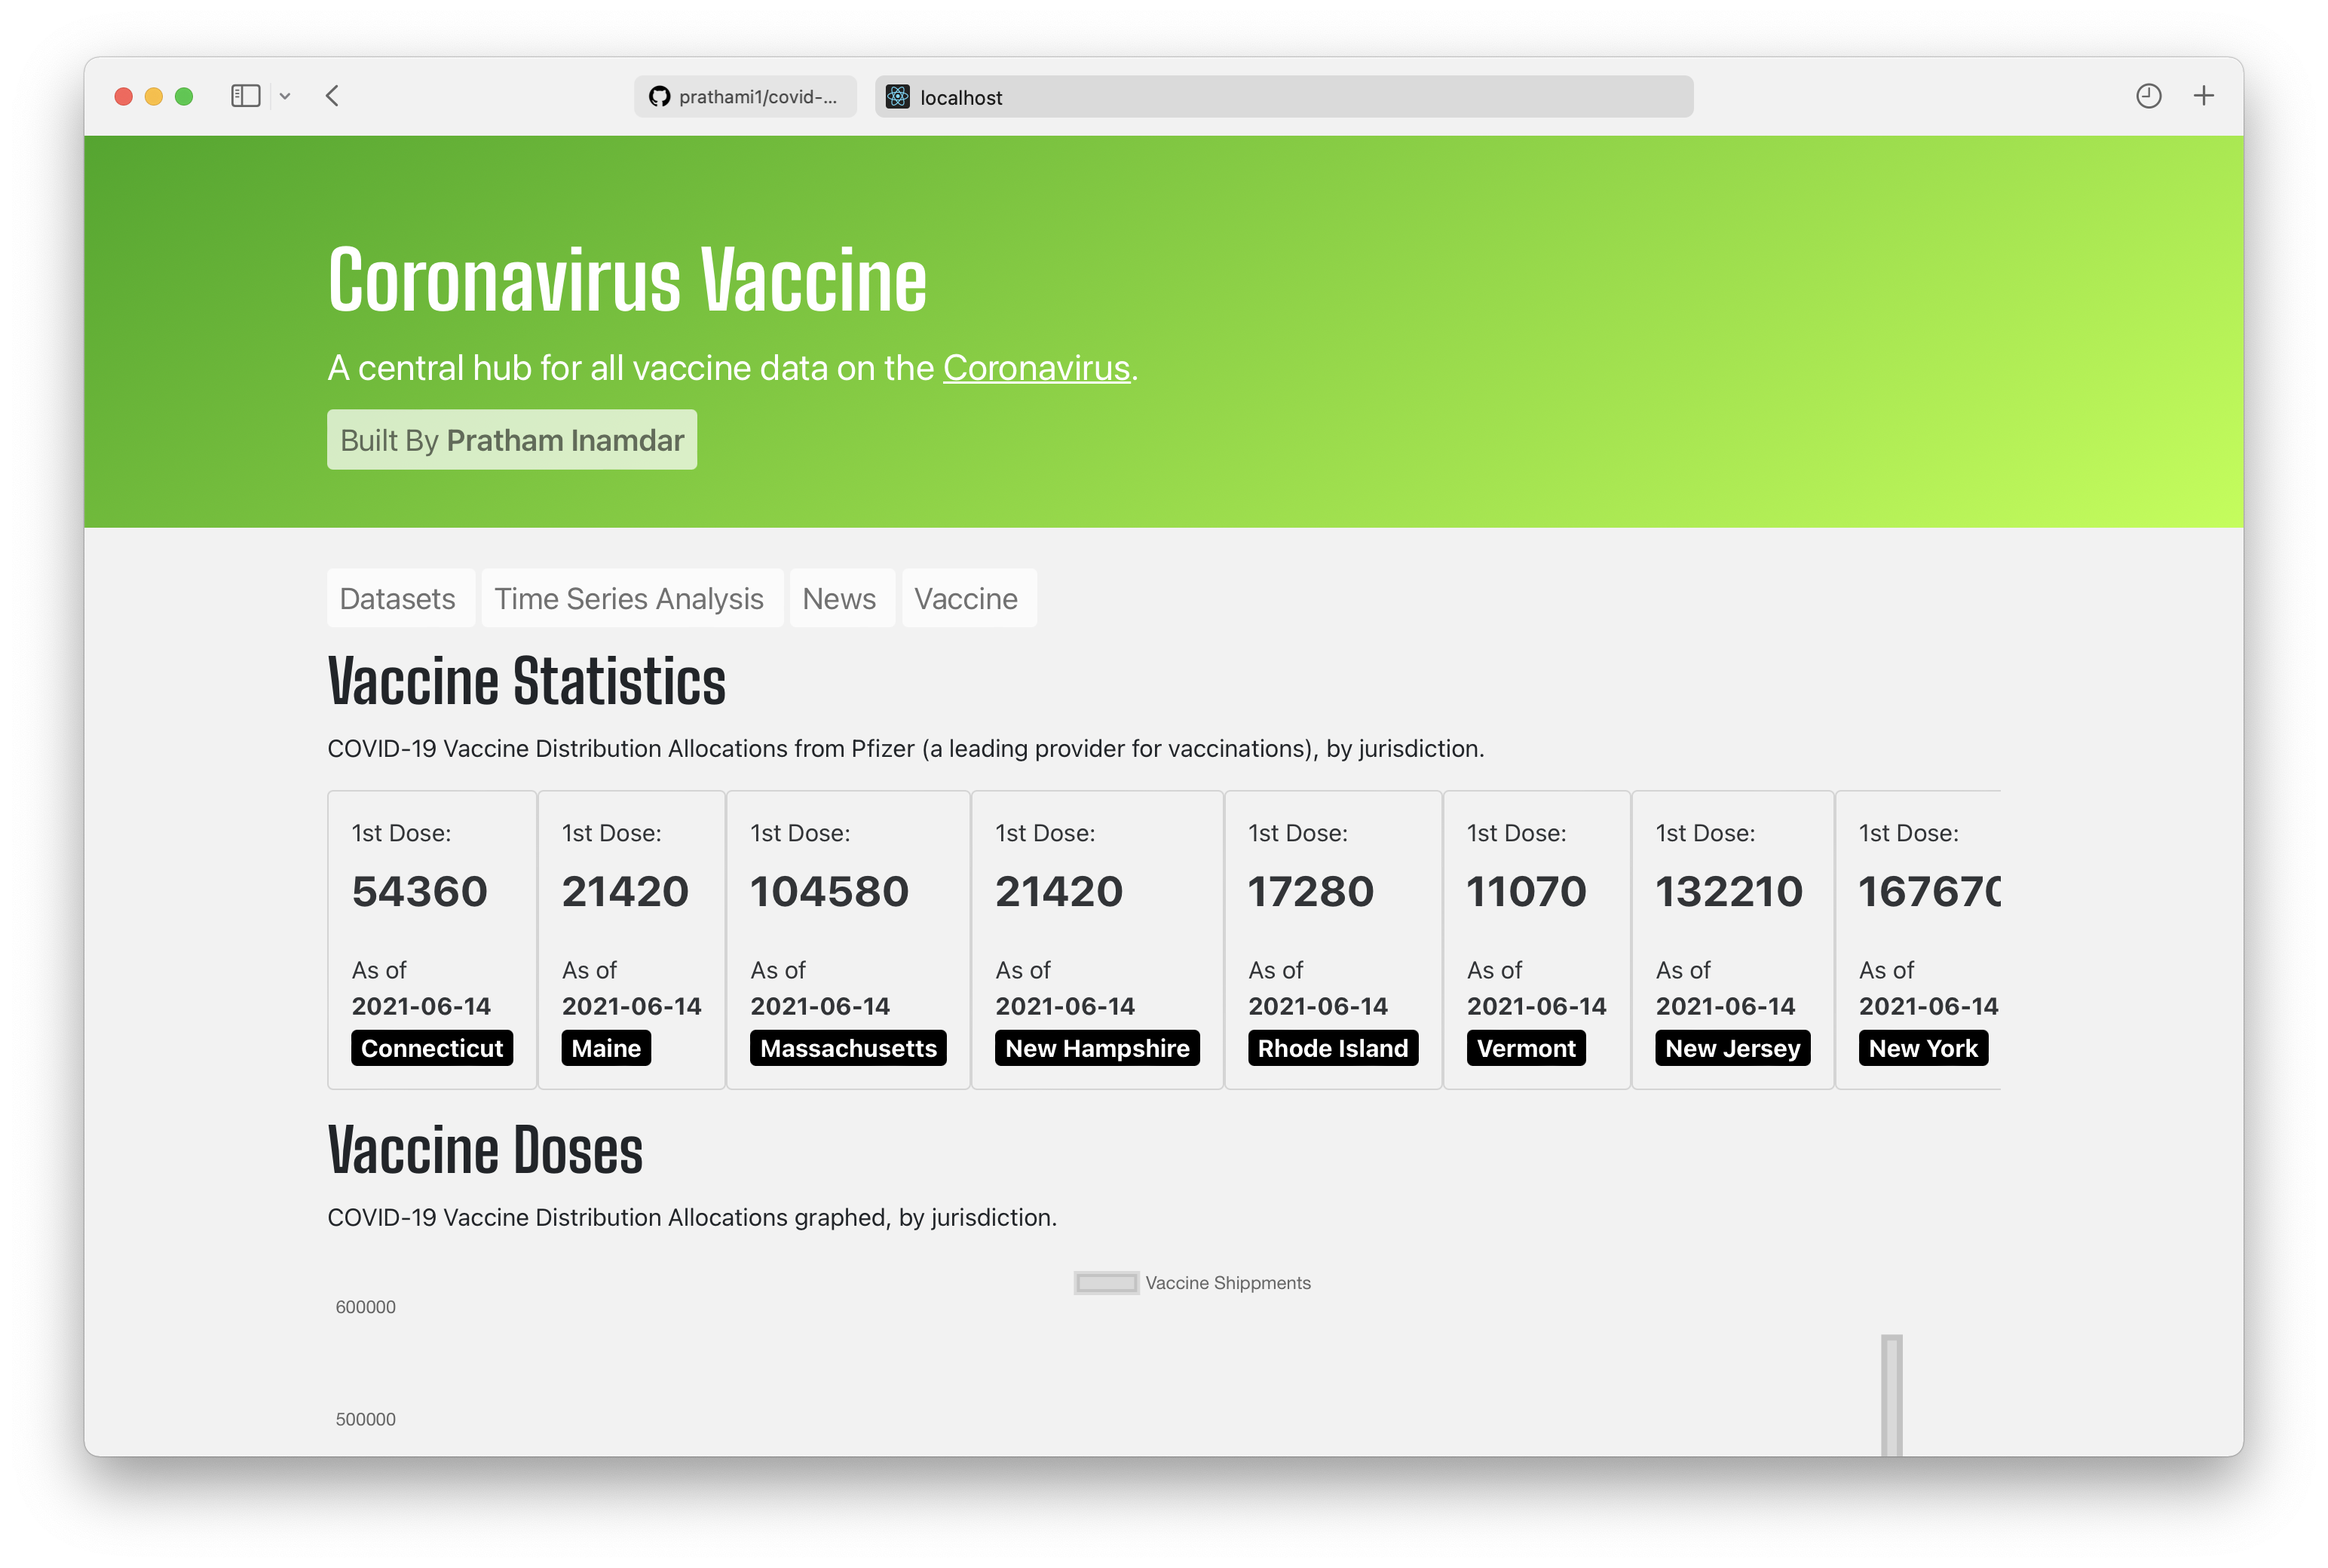 prathami1/covid-...
localhost
Coronavirus Vaccine
A central hub for all vaccine data on the Coronavirus.
Built By Pratham Inamdar
Datasets Time Series Analysis News Vaccine
Vaccine Statistics
COVID-19 Vaccine Distribution Allocations from Pfizer (a leading provider for vaccinations), by jurisdiction.
1st Dose: 1st Dose: 1st Dose: 1st Dose: 1st Dose: 1st Dose: 1st Dose: 1st Dose:
54360 21420 104580 21420 17280 11070 132210 167670
As of As of As of As of As of As of As of As of
2021-06-14 2021-06-14 2021-06-14 2021-06-14 2021-06-14 2021-06-14 2021-06-14 2021-06-14
Connecticut Maine Massachusetts New Hampshire Rhode Island Vermont New Jersey New York
Vaccine Doses
COVID-19 Vaccine Distribution Allocations graphed, by jurisdiction.
Vaccine Shippments
600000
500000